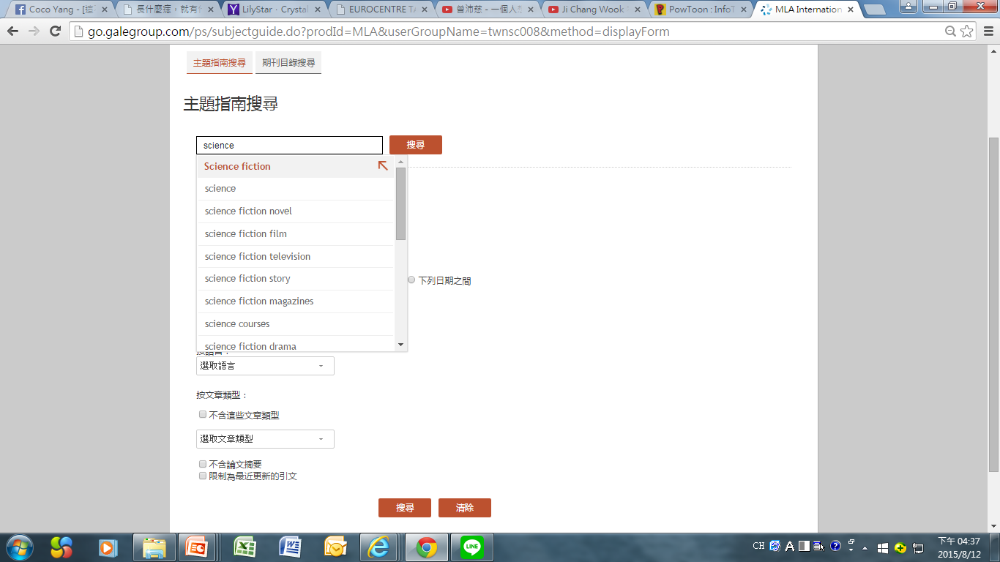 Coco Yang - [這
長什麼痣，就有什
LilyStar - Crystal
EUROCENTRE TA
曾沛慈 - 一個人
Ji Chang Wook
PowToon : InfoT
MLA Internation
go.galegroup.com/ps/subjectguide.do?prodId=MLA&userGroupName=twnsc008&method=displayForm
主題指南搜尋 期刊目錄搜尋
主題指南搜尋
science 搜尋
Science fiction
science
science fiction novel
science fiction film
science fiction television
science fiction story
下列日期之間
science fiction magazines
science courses
science fiction drama
按語言：
選取語言
按文章類型：
不含這些文章類型
選取文章類型
不含論文摘要
限制為最近更新的引文
搜尋 清除
LINE
CH
下午 04:37
2015/8/12